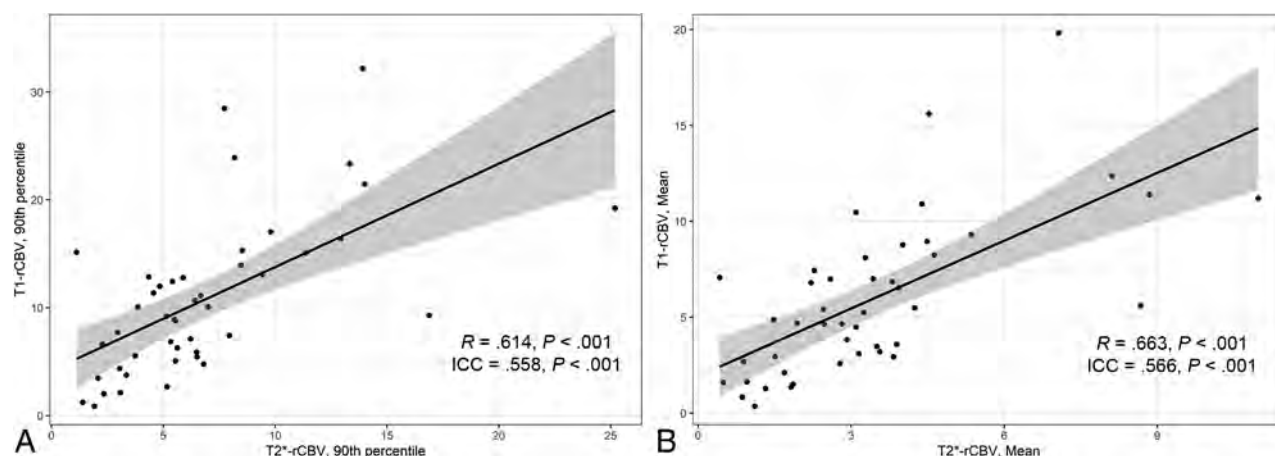 30
20
10
0
T1-rCBV, 90th percentile
R = .614, P < .001
ICC = .558, P < .001
A
5
10
15
20
25
T2*-rCBV, 90th percentile
20
15
10
5
0
T1-rCBV, Mean
R = .663, P < .001
ICC = .566, P < .001
B
0
3
6
9
T2*-rCBV, Mean